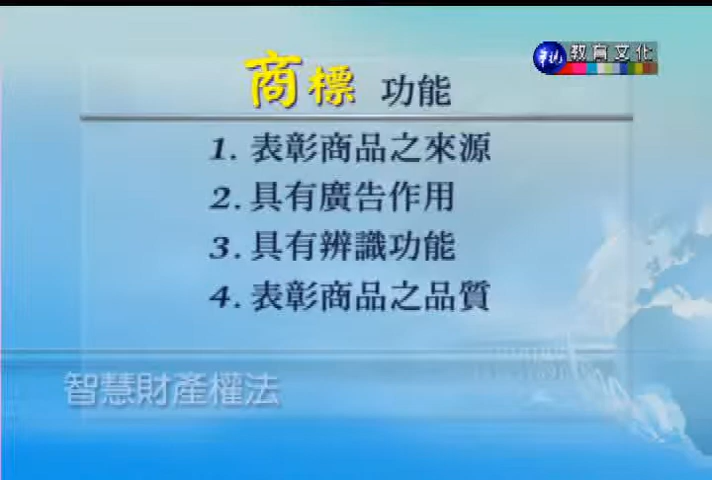 華視 教育文化
商標 功能
1. 表彰商品之來源
2. 具有廣告作用
3. 具有辨識功能
4. 表彰商品之品質
智慧財產權法